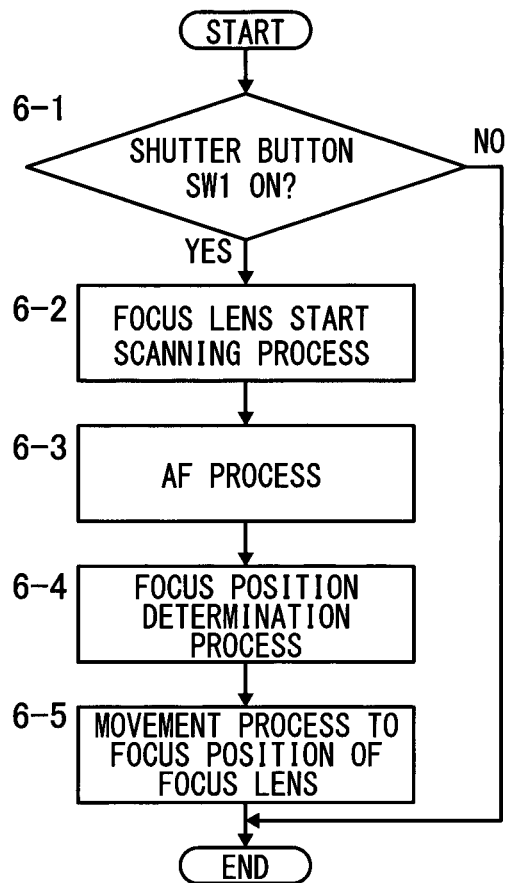 START
6-1
SHUTTER BUTTON
SW1 ON?
NO
YES
6-2
FOCUS LENS START
SCANNING PROCESS
6-3
AF PROCESS
6-4
FOCUS POSITION
DETERMINATION
PROCESS
6-5
MOVEMENT PROCESS TO
FOCUS POSITION OF
FOCUS LENS
END